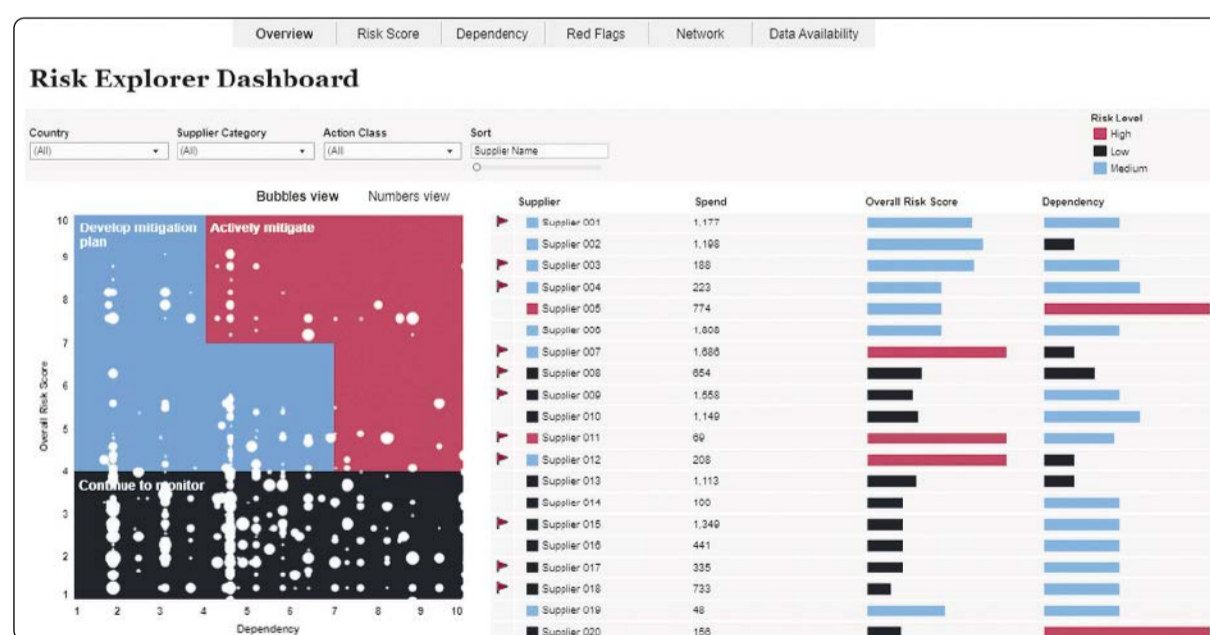 Overview Risk Score Dependency Red Flags Network Data Availability
Risk Explorer Dashboard
Country Supplier Category Action Class Sort
(All) (All) (All) Supplier Name
Risk Level
High
Low
Medium
Bubbles view Numbers view
Develop mitigation
plan
Actively mitigate
Continue to monitor
Overall Risk Score
10
9
8
7
6
5
4
3
2
1
1 2 3 4 5 6 7 8 9 10
Dependency
Supplier Spend Overall Risk Score Dependency
Supplier 001 1,177
Supplier 002 1,198
Supplier 003 188
Supplier 004 223
Supplier 005 774
Supplier 006 1,808
Supplier 007 1,686
Supplier 008 654
Supplier 009 1,558
Supplier 010 1,149
Supplier 011 69
Supplier 012 208
Supplier 013 1,113
Supplier 014 100
Supplier 015 1,349
Supplier 016 441
Supplier 017 335
Supplier 018 733
Supplier 019 48
Supplier 020 156